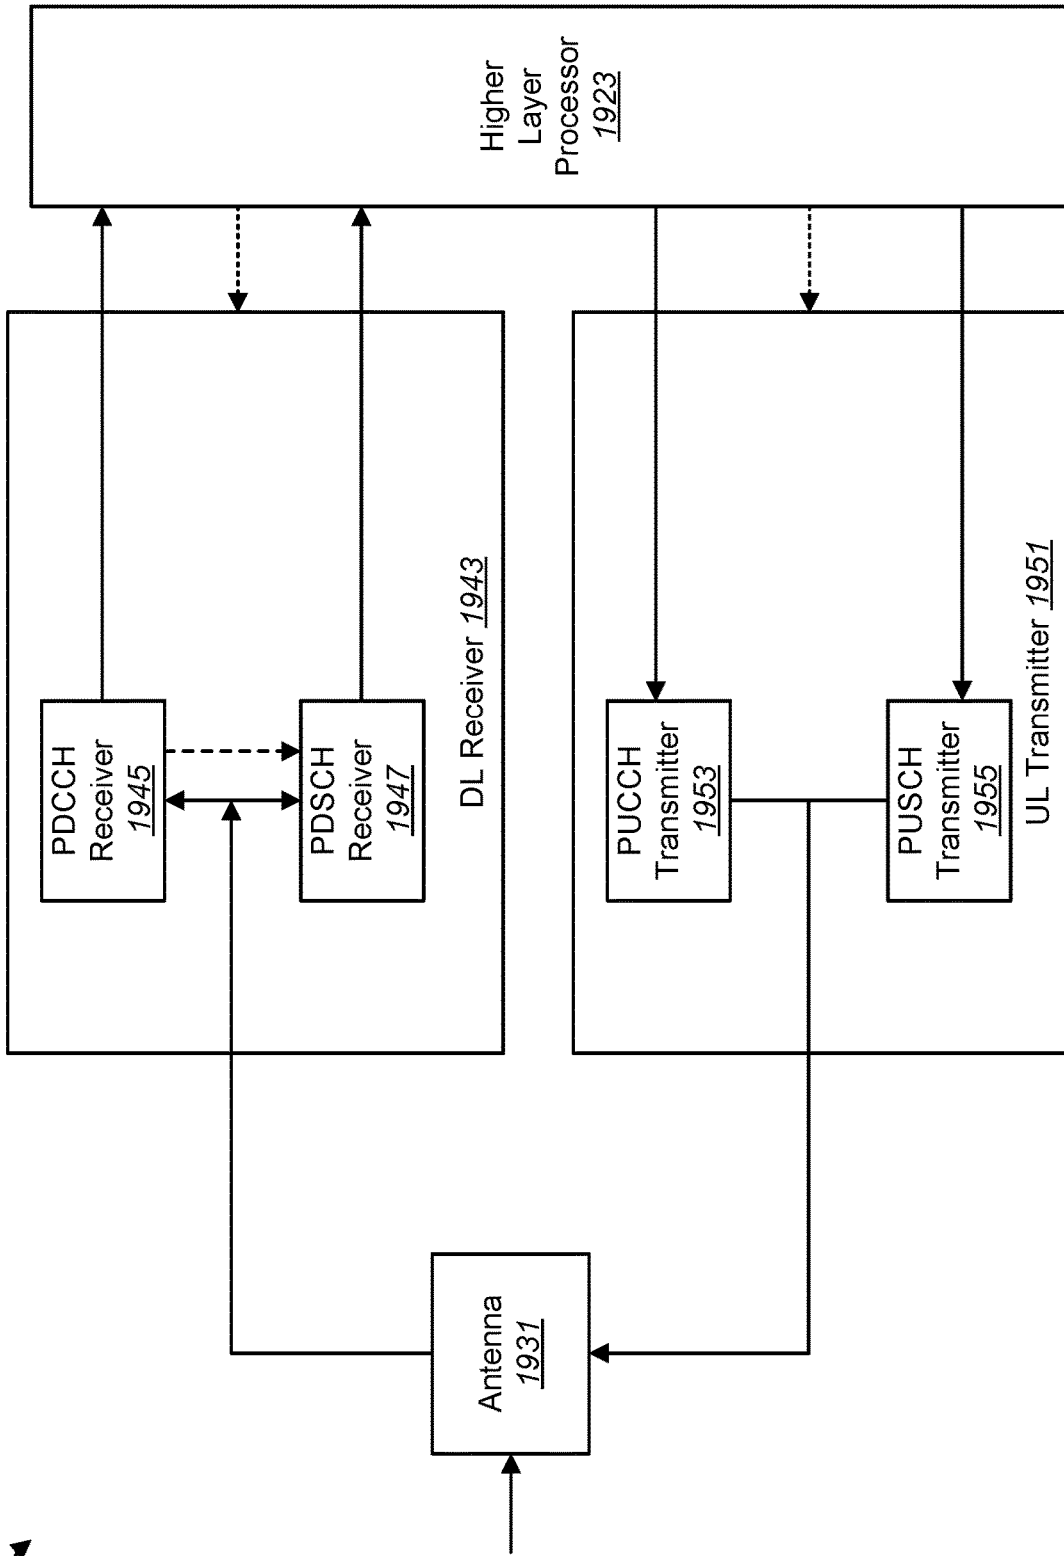 Higher
Layer
Processor
1923
PDCCH
Receiver
1945
PDSCH
Receiver
1947
DL Receiver 1943
PUCCH
Transmitter
1953
PUSCH
Transmitter
1955
UL Transmitter 1951
Antenna
1931